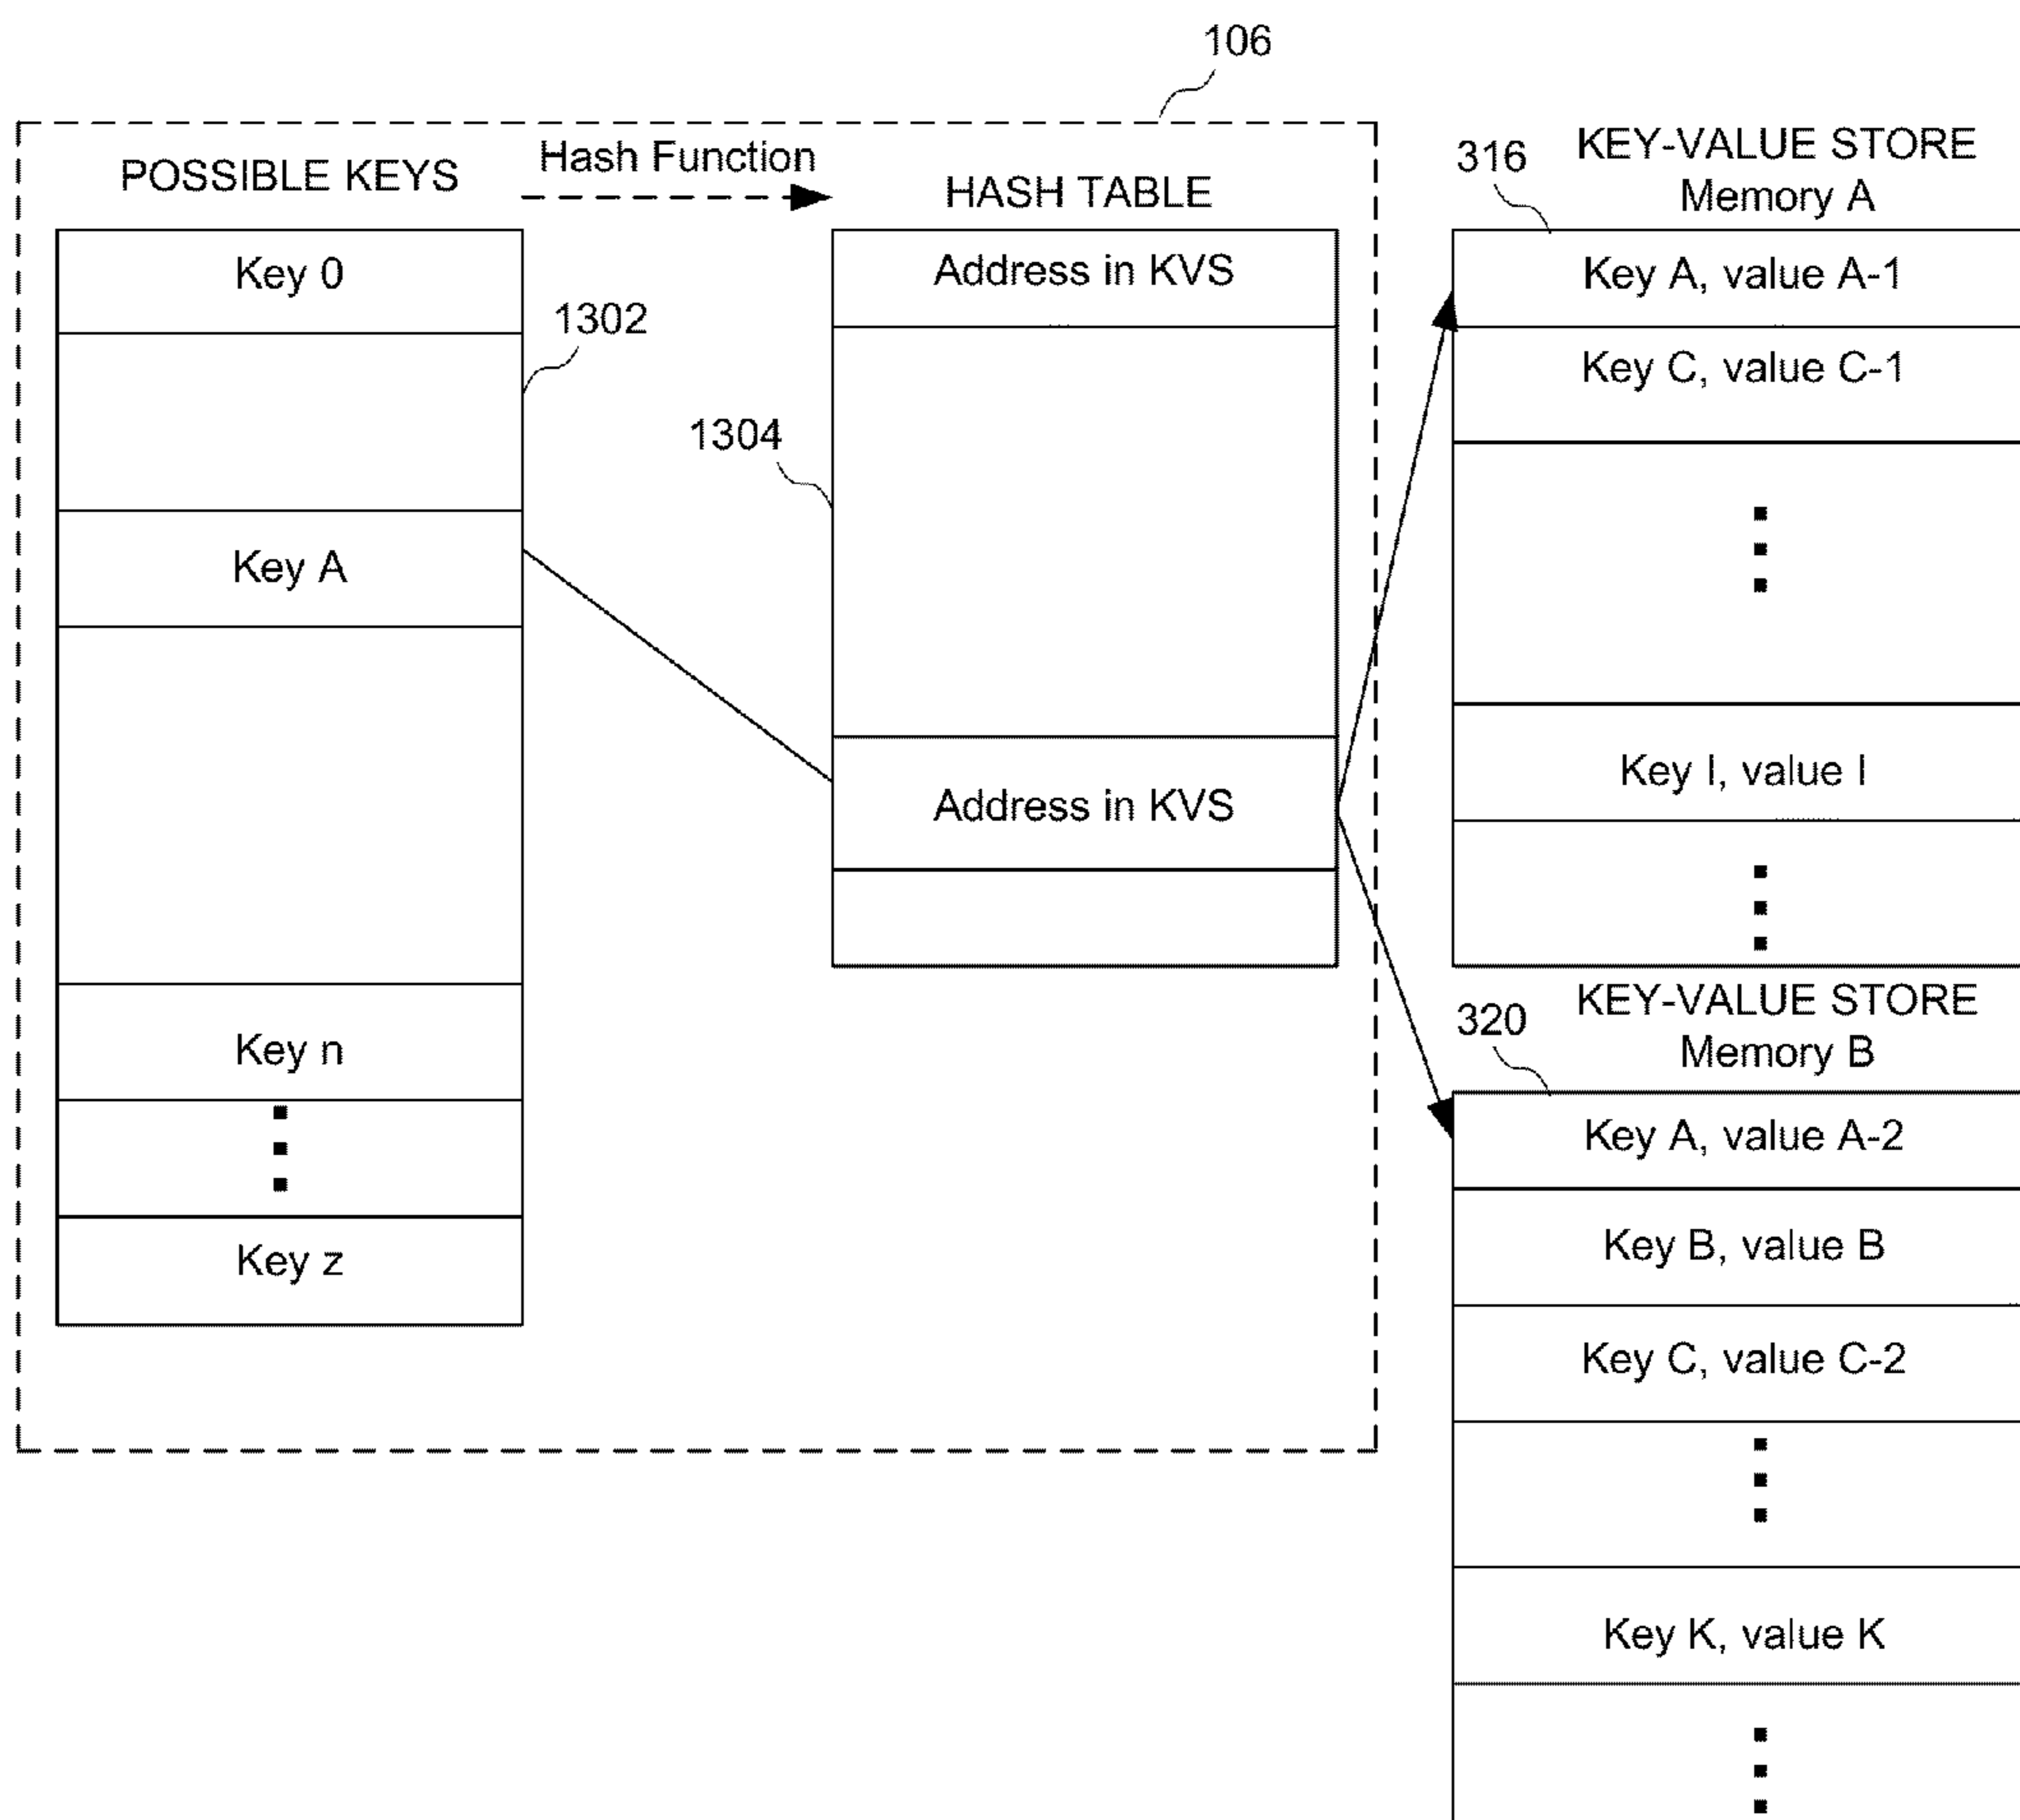 106
POSSIBLE KEYS
Hash Function
HASH TABLE
316
KEY-VALUE STORE
Memory A
Key 0
1302
Key A
Key n
Key z
1304
Address in KVS
Address in KVS
Key A, value A-1
Key C, value C-1
Key I, value I
KEY-VALUE STORE
Memory B
320
Key A, value A-2
Key B, value B
Key C, value C-2
Key K, value K